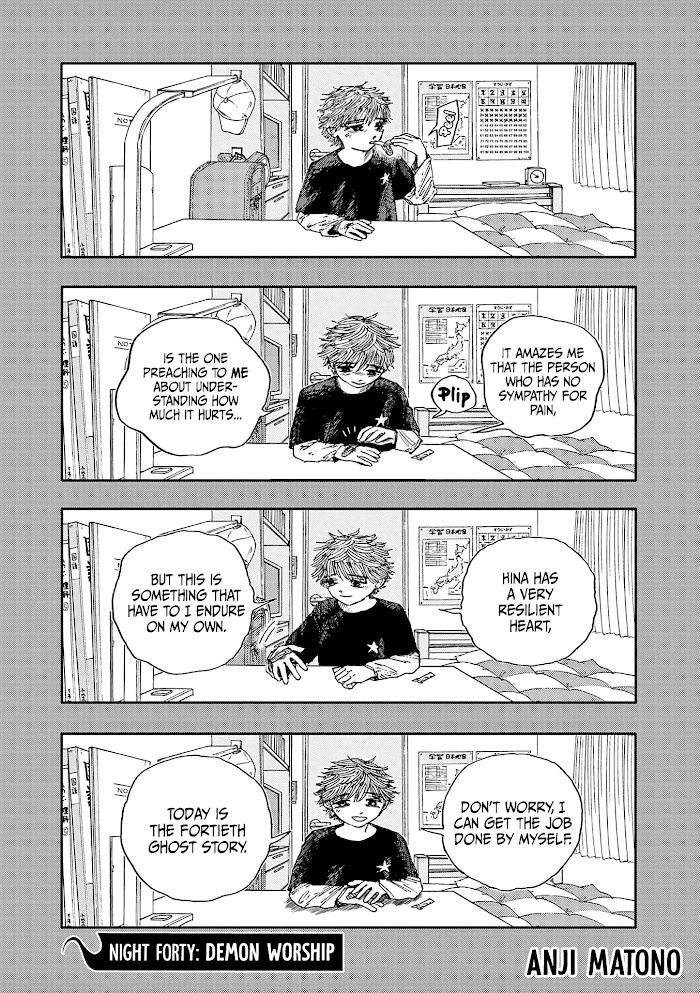 IT AMAZES ME
THAT THE PERSON
WHO HAS NO
SYMPATHY FOR
PAIN,
Plip
IS THE ONE
PREACHING TO ME
ABOUT UNDER-
STANDING HOW
MUCH IT HURTS...
HINA HAS
A VERY
RESILIENT
HEART,
BUT THIS IS
SOMETHING THAT
HAVE TO I ENDURE
ON MY OWN.
DON'T WORRY, I
CAN GET THE JOB
DONE BY MYSELF.
TODAY IS
THE FORTIETH
GHOST STORY.
NIGHT FORTY: DEMON WORSHIP
ANJI MATONO